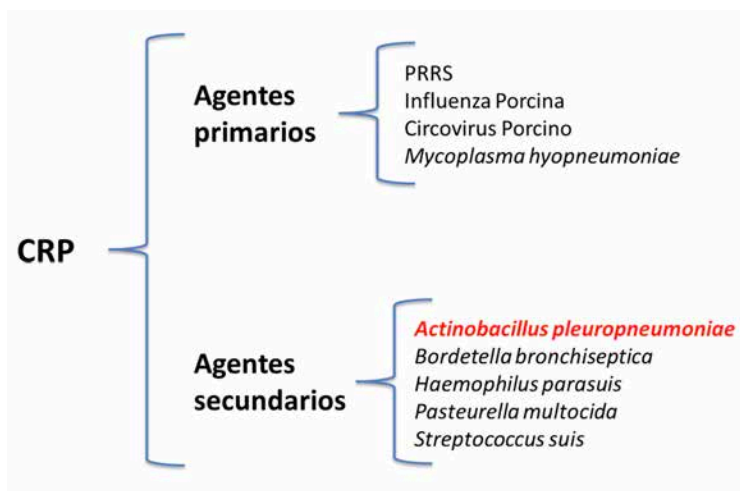 CRP
Agentes
primarios
PRRS
Influenza Porcina
Circovirus Porcino
Mycoplasma hyopneumoniae
Agentes
secundarios
Actinobacillus pleuropneumoniae
Bordetella bronchiseptica
Haemophilus parasuis
Pasteurella multocida
Streptococcus suis